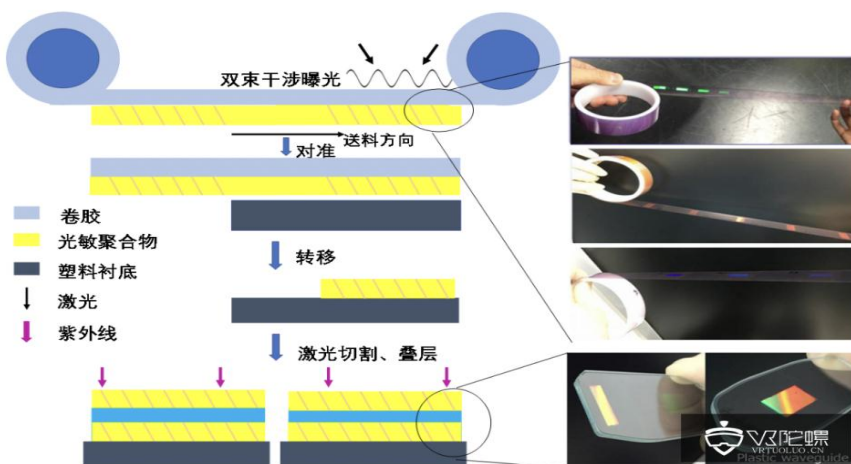 双束干涉曝光
送料方向
对准
卷胶
光敏聚合物
塑料衬底
激光
紫外线
转移
激光切割、叠层
VR陀螺
VRTUOLUO.CN
Plastic waveguide